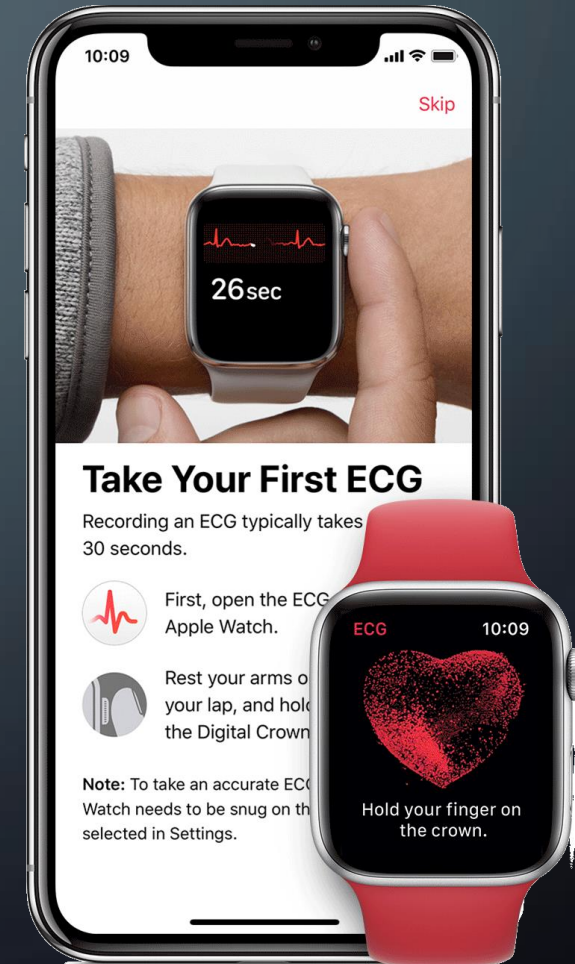 10:09
Skip
26sec
Take Your First ECG
Recording an ECG typically takes
30 seconds.
First, open the ECG
Apple Watch.
Rest your arms o
your lap, and hold
the Digital Crown
Note: To take an accurate ECG
Watch needs to be snug on th
selected in Settings.
ECG
10:09
Hold your finger on
the crown.